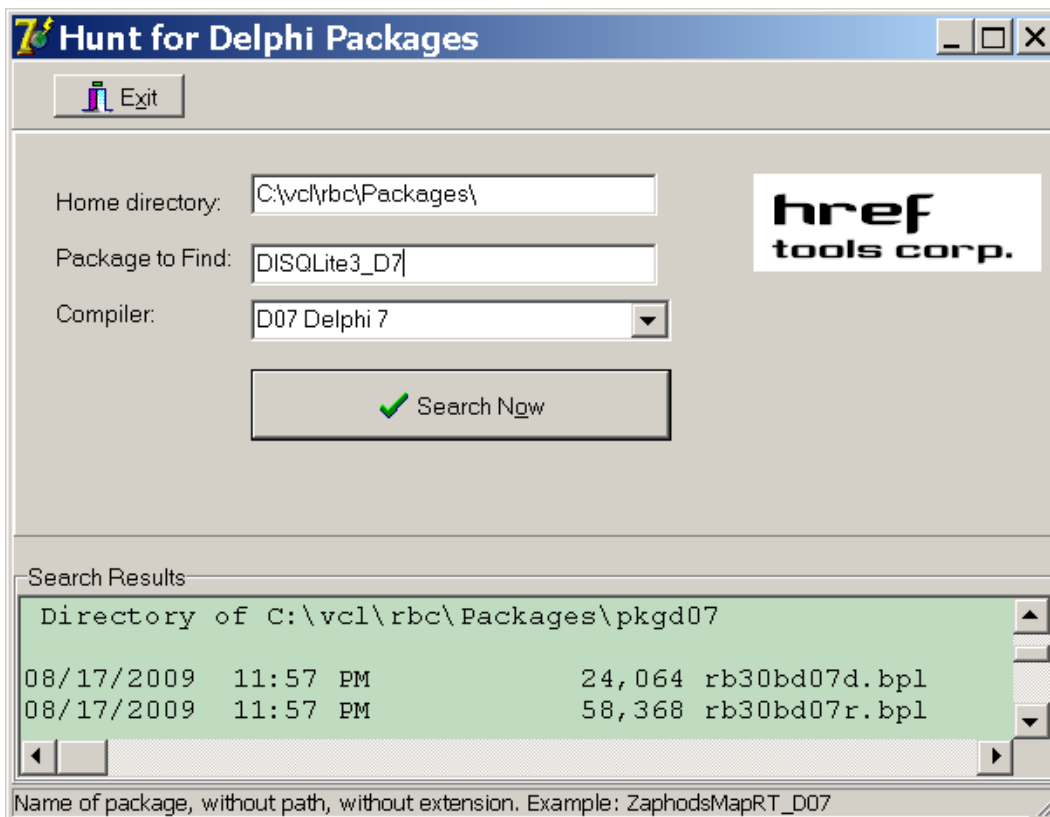 Hunt for Delphi Packages
Exit
Home directory: C:\vcl\rbc\Packages\
href
tools corp.
Package to Find: DISQLite3_D7
Compiler: D07 Delphi 7
Search Now
Search Results
Directory of C:\vcl\rbc\Packages\pkgd07
08/17/2009 11:57 PM 24,064 rb30bd07d.bpl
08/17/2009 11:57 PM 58,368 rb30bd07r.bpl
Name of package, without path, without extension. Example: ZaphodsMapRT_D07